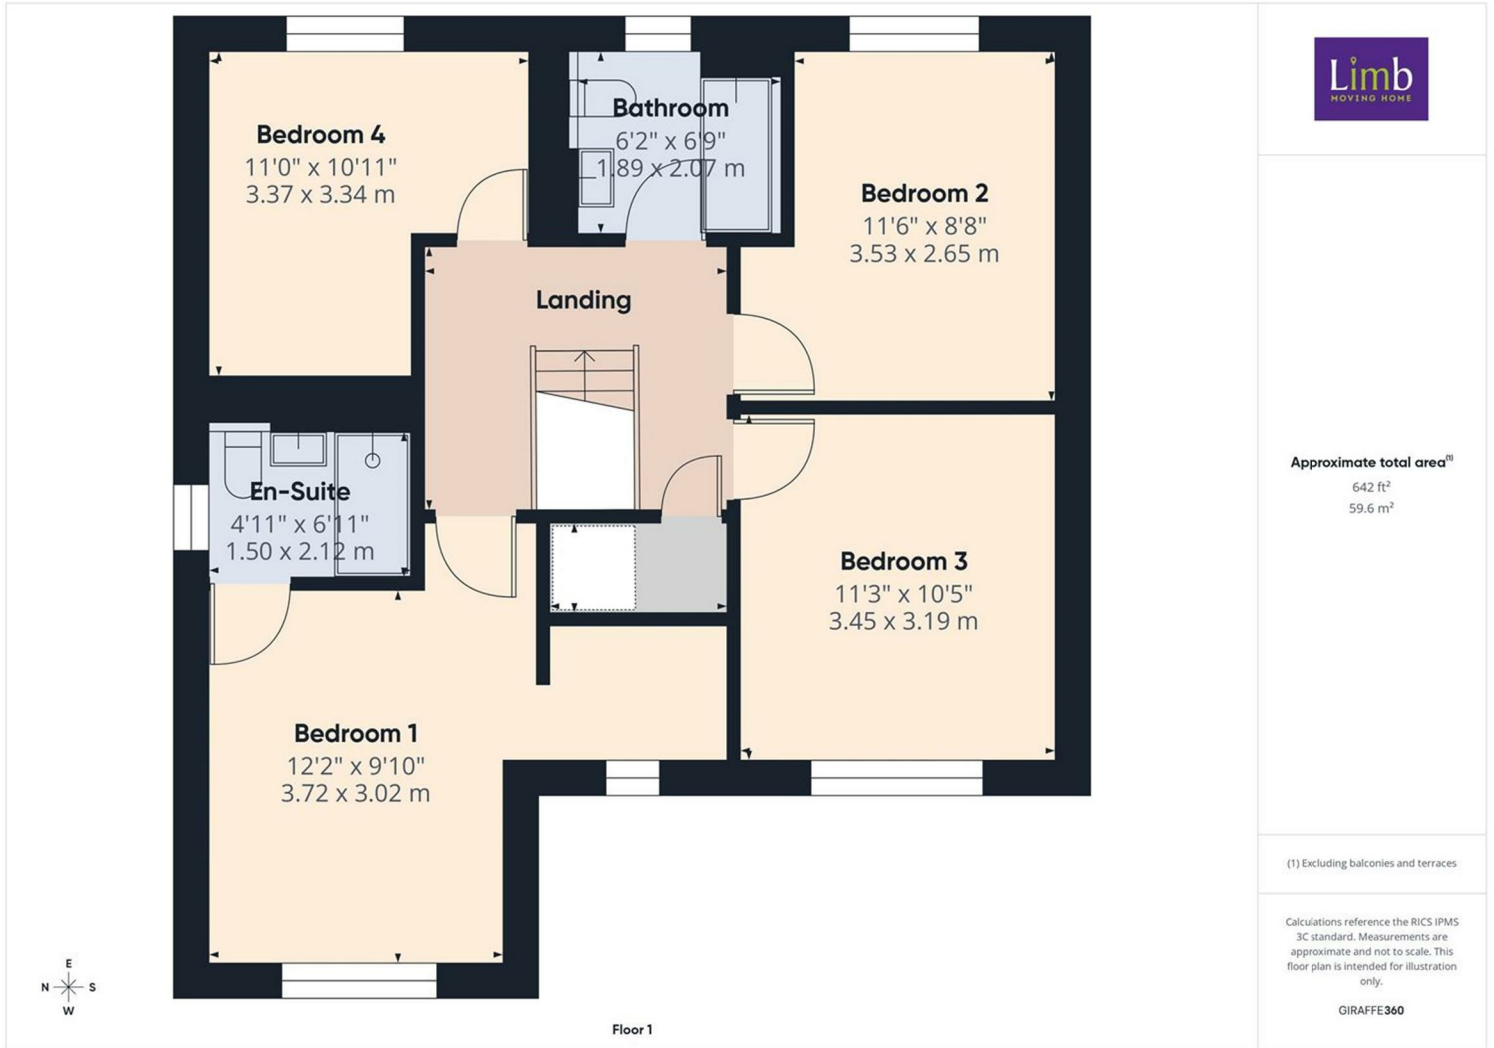 Bedroom 4
11'0" x 10'11"
3.37 x 3.34 m
Bathroom
6'2" x 6'9"
1.89 x 2.07 m
Bedroom 2
11'6" x 8'8"
3.53 x 2.65 m
Landing
En-Suite
4'11" x 6'11"
1.50 x 2.12 m
Bedroom 3
11'3" x 10'5"
3.45 x 3.19 m
Bedroom 1
12'2" x 9'10"
3.72 x 3.02 m
E
N S
W
Floor 1
Limb
MOVING HOME
Approximate total area(1)
642 ft²
59.6 m²
(1) Excluding balconies and terraces
Calculations reference the RICS IPMS
3C standard. Measurements are
approximate and not to scale. This
floor plan is intended for illustration
only.
GIRAFFE360